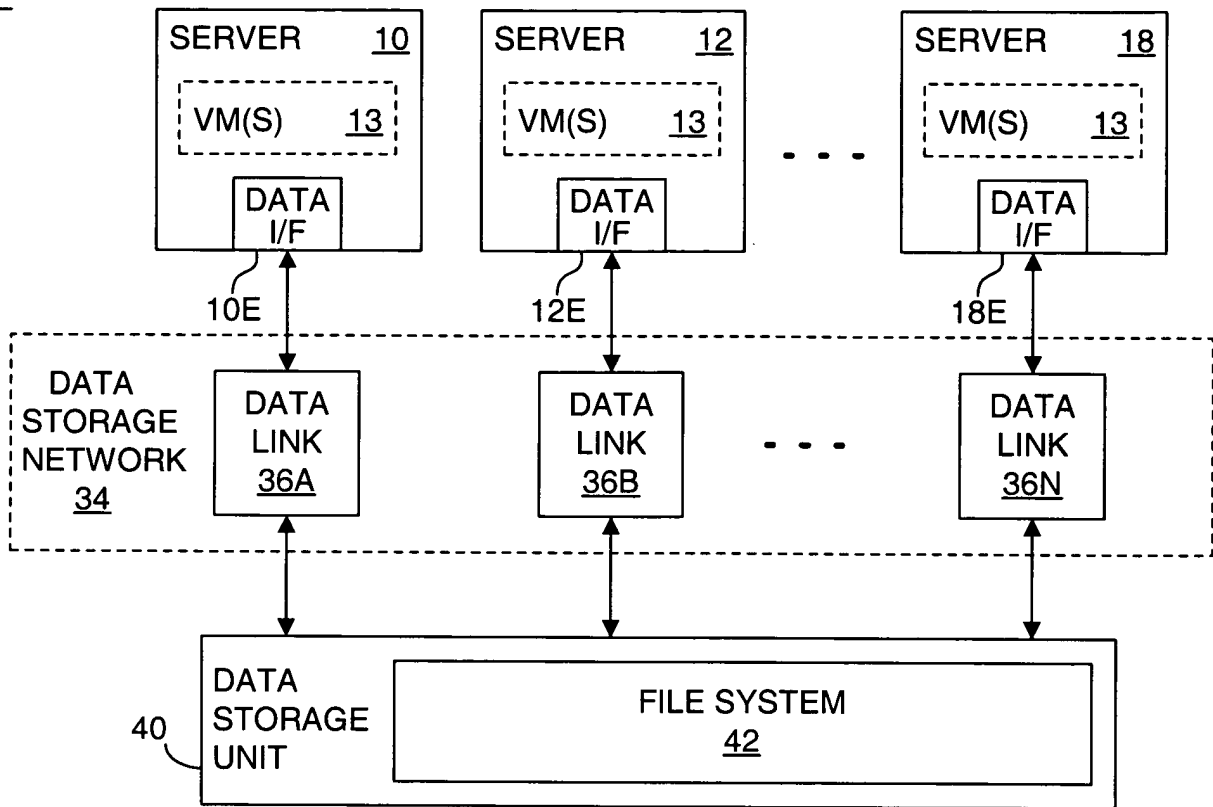 SERVER 10
SERVER 12
SERVER 18
VM(S) 13
VM(S) 13
VM(S) 13
DATA
I/F
DATA
I/F
DATA
I/F
10E
12E
18E
DATA
STORAGE
NETWORK
34
DATA
LINK
36A
DATA
LINK
36B
DATA
LINK
36N
DATA
STORAGE
UNIT
40
FILE SYSTEM
42